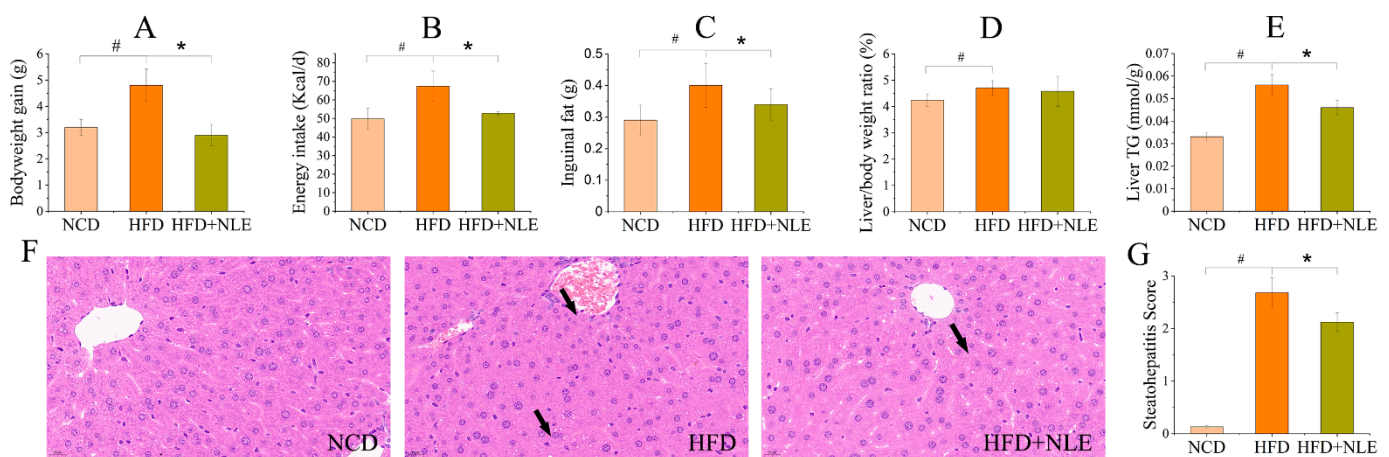 A
Bodyweight gain (g)
6
5
4
3
2
1
0
# *
NCD HFD HFD+NLE
B
Energy intake (Kcal/d)
90
80
70
60
50
40
30
20
10
0
# *
NCD HFD HFD+NLE
C
Inguinal fat (g)
0.5
0.4
0.3
0.2
0.1
0
# *
NCD HFD HFD+NLE
D
Liver/body weight ratio (%)
7
6
5
4
3
2
1
0
#
NCD HFD HFD+NLE
E
Liver TG (mmol/g)
0.07
0.06
0.05
0.04
0.03
0.02
0.01
0
# *
NCD HFD HFD+NLE
F
NCD
HFD
HFD+NLE
G
Steatohepatitis Score
3
2
1
0
# *
NCD HFD HFD+NLE